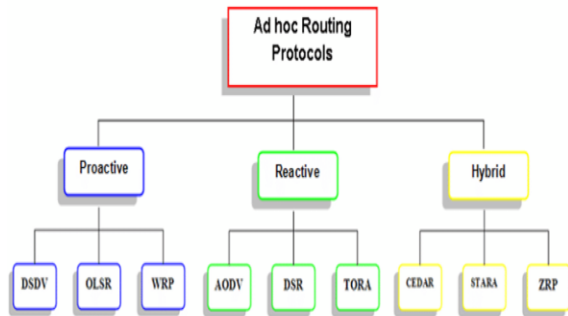 Ad hoc Routing
Protocols
Proactive
Reactive
Hybrid
DSDV
OLSR
WRP
AODV
DSR
TORA
CEDAR
STARA
ZRP